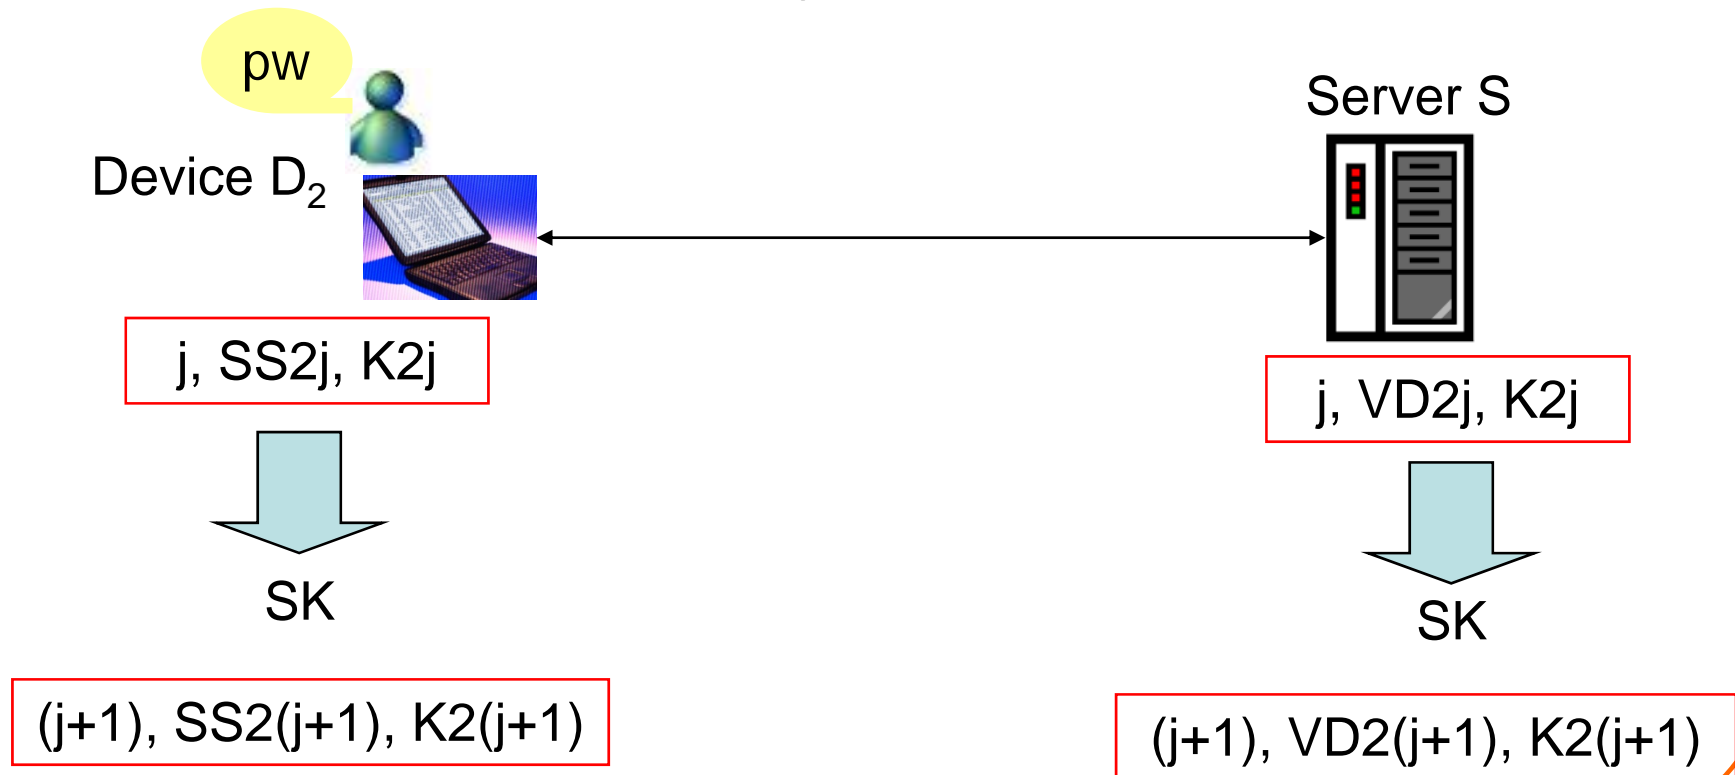 pw
Server S
Device D₂
j, SS2j, K2j
j, VD2j, K2j
SK
SK
(j+1), SS2(j+1), K2(j+1)
(j+1), VD2(j+1), K2(j+1)